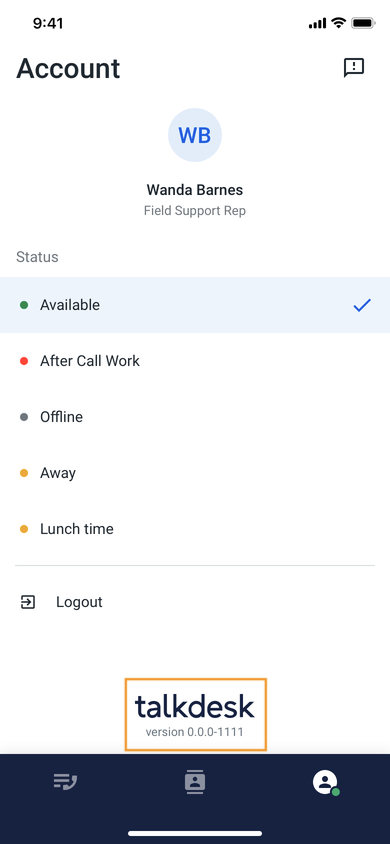 9:41
Account
WB
Wanda Barnes
Field Support Rep
Status
Available
After Call Work
Offline
Away
Lunch time
Logout
talkdesk
version 0.0.0-1111